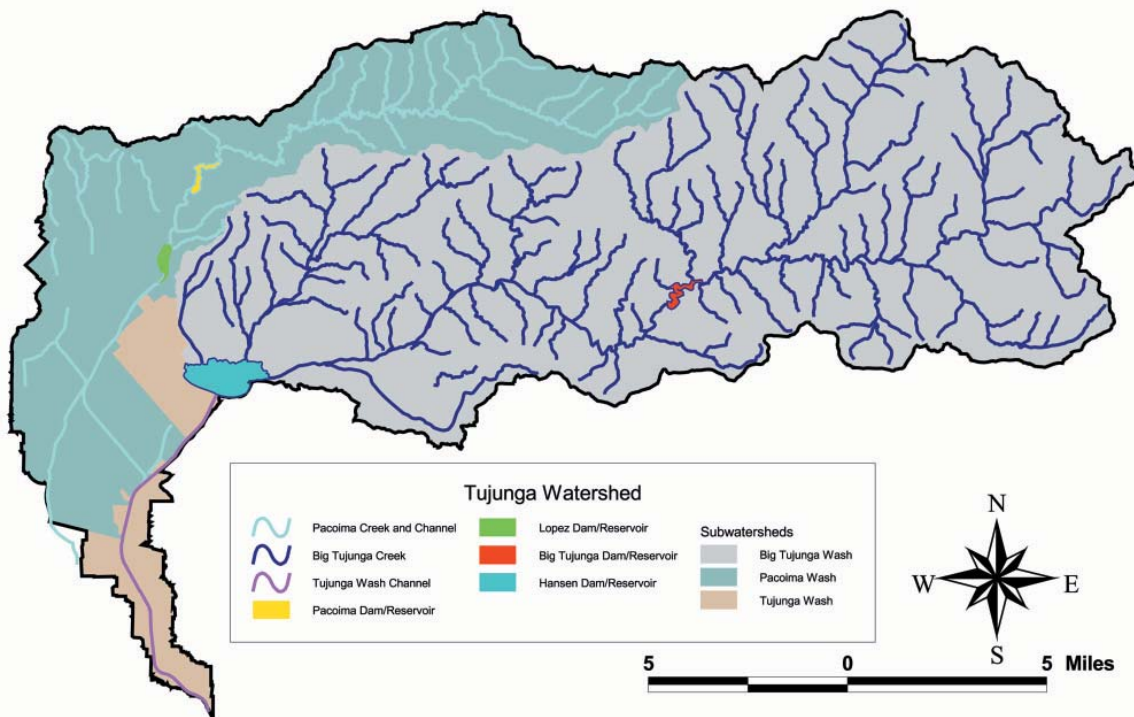 Tujunga Watershed
Pacoima Creek and Channel
Big Tujunga Creek
Tujunga Wash Channel
Pacoima Dam/Reservoir
Lopez Dam/Reservoir
Big Tujunga Dam/Reservoir
Hansen Dam/Reservoir
Subwatersheds
Big Tujunga Wash
Pacoima Wash
Tujunga Wash
N
W
E
S
5 0 5 Miles